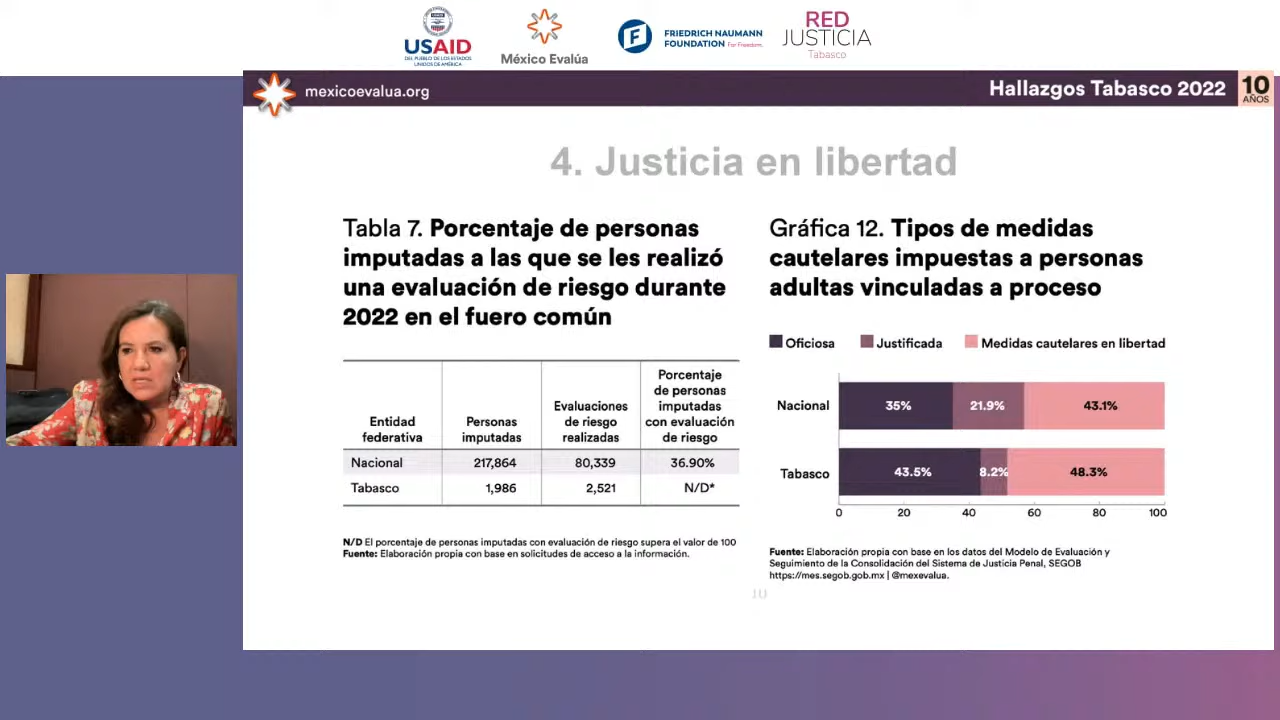 USAID
DEL PUEBLO DE LOS ESTADOS
UNIDOS DE AMÉRICA
México Evalúa
FRIEDRICH NAUMANN
FOUNDATION For Freedom.
RED
JUSTICIA
Tabasco
mexicoevalua.org
Hallazgos Tabasco 2022
10
AÑOS
4. Justicia en libertad
Tabla 7. Porcentaje de personas
imputadas a las que se les realizó
una evaluación de riesgo durante
2022 en el fuero común
Entidad
federativa
Personas
imputadas
Evaluaciones
de riesgo
realizadas
Porcentaje
de personas
imputadas
con evaluación
de riesgo
Nacional 217,864 80,339 36.90%
Tabasco 1,986 2,521 N/D*
N/D El porcentaje de personas imputadas con evaluación de riesgo supera el valor de 100
Fuente: Elaboración propia con base en solicitudes de acceso a la información.
Gráfica 12. Tipos de medidas
cautelares impuestas a personas
adultas vinculadas a proceso
Oficiosa Justificada Medidas cautelares en libertad
Nacional 35% 21.9% 43.1%
Tabasco 43.5% 8.2% 48.3%
0 20 40 60 80 100
Fuente: Elaboración propia con base en los datos del Modelo de Evaluación y
Seguimiento de la Consolidación del Sistema de Justicia Penal, SEGOB
https://mes.segob.gob.mx | @mexevalua.